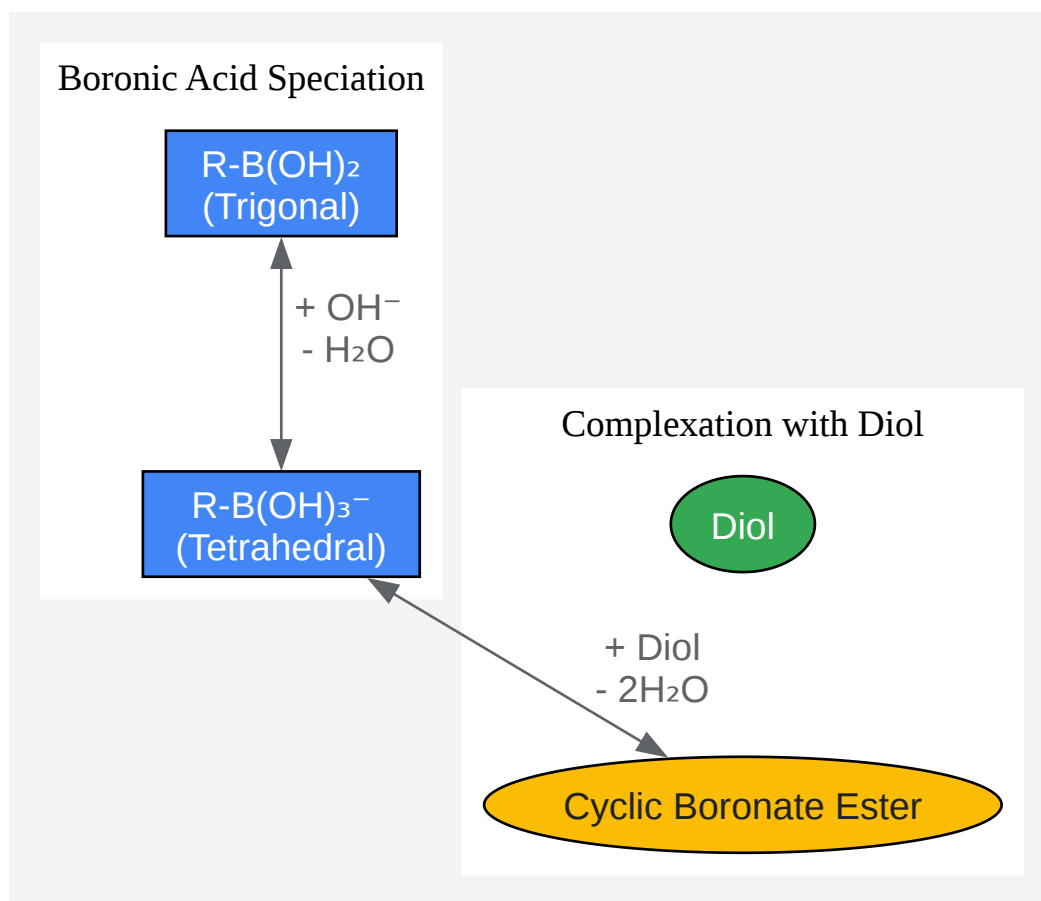 Boronic Acid Speciation
R-B(OH)₂
(Trigonal)
+ OH⁻
- H₂O
R-B(OH)₃⁻
(Tetrahedral)
Complexation with Diol
Diol
+ Diol
- 2H₂O
Cyclic Boronate Ester